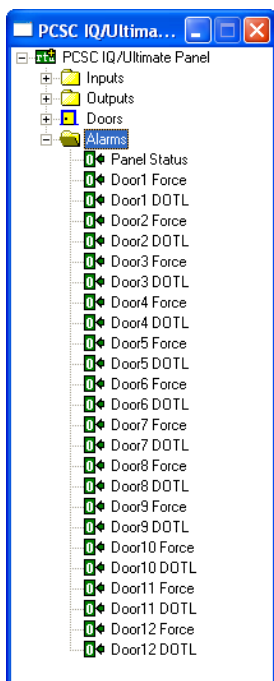 PCSC IQ/Ultima...
rtu PCSC IQ/Ultimate Panel
Inputs
Outputs
Doors
Alarms
Panel Status
Door1 Force
Door1 DOTL
Door2 Force
Door2 DOTL
Door3 Force
Door3 DOTL
Door4 Force
Door4 DOTL
Door5 Force
Door5 DOTL
Door6 Force
Door6 DOTL
Door7 Force
Door7 DOTL
Door8 Force
Door8 DOTL
Door9 Force
Door9 DOTL
Door10 Force
Door10 DOTL
Door11 Force
Door11 DOTL
Door12 Force
Door12 DOTL